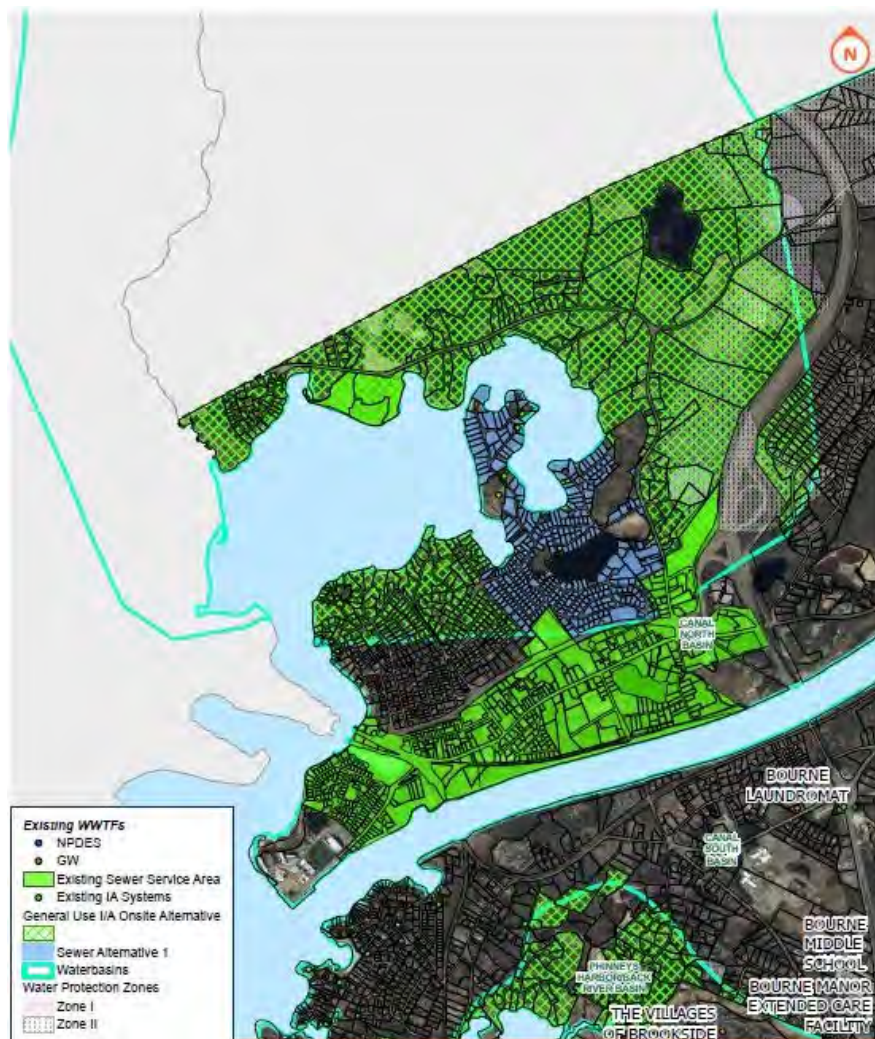 N
CANAL
NORTH
BASIN
BOURNE
LAUNDROMAT
CANAL
SOUTH
BASIN
BOURNE
MIDDLE
SCHOOL
PHINNEYS
HARBOR/BACK
RIVER BASIN
BOURNE MANOR
EXTENDED CARE
FACILITY
THE VILLAGES
OF BROOKSIDE
Existing WWTFs
NPDES
GW
Existing Sewer Service Area
Existing IA Systems
General Use I/A Onsite Alternative
Sewer Alternative 1
Waterbasins
Water Protection Zones
Zone I
Zone II